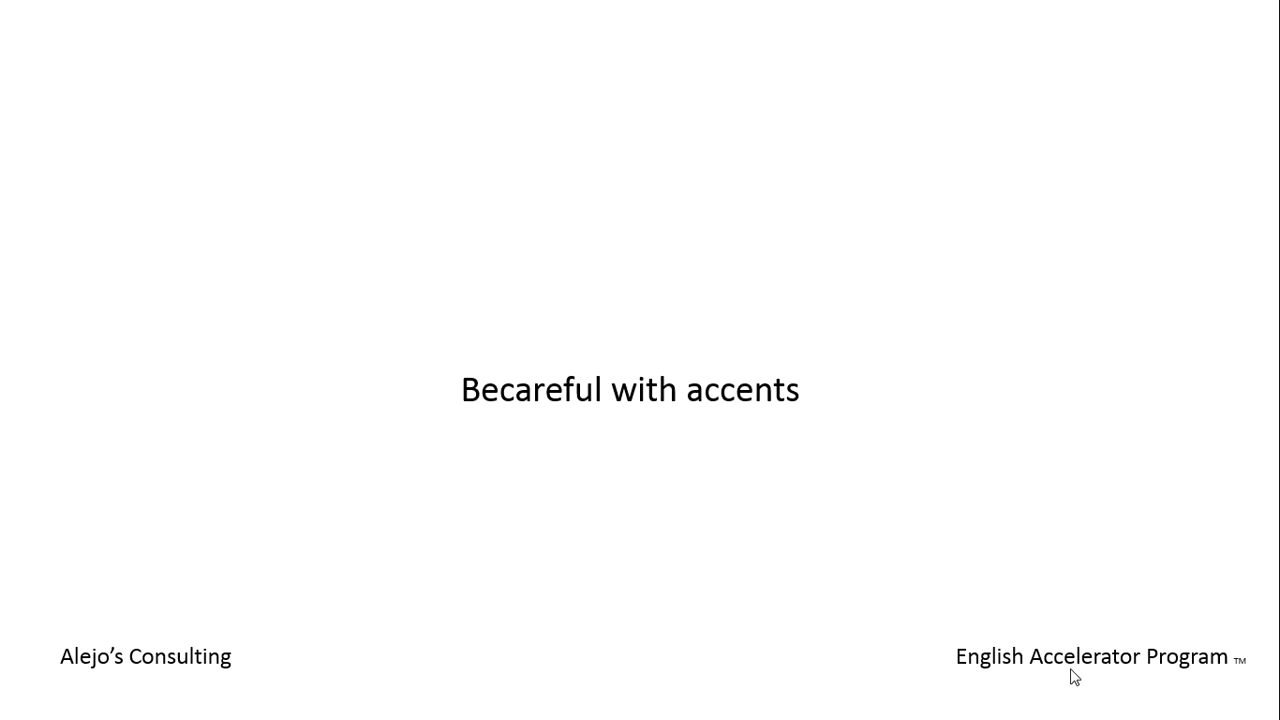 Becareful with accents
Alejo’s Consulting
English Accelerator Program ™